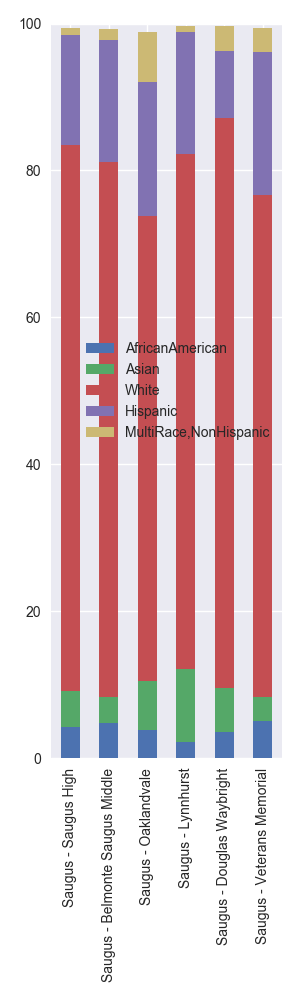 100
80
60
40
20
0
AfricanAmerican
Asian
White
Hispanic
MultiRace,NonHispanic
Saugus - Saugus High
Saugus - Belmonte Saugus Middle
Saugus - Oaklandvale
Saugus - Lynnhurst
Saugus - Douglas Waybright
Saugus - Veterans Memorial